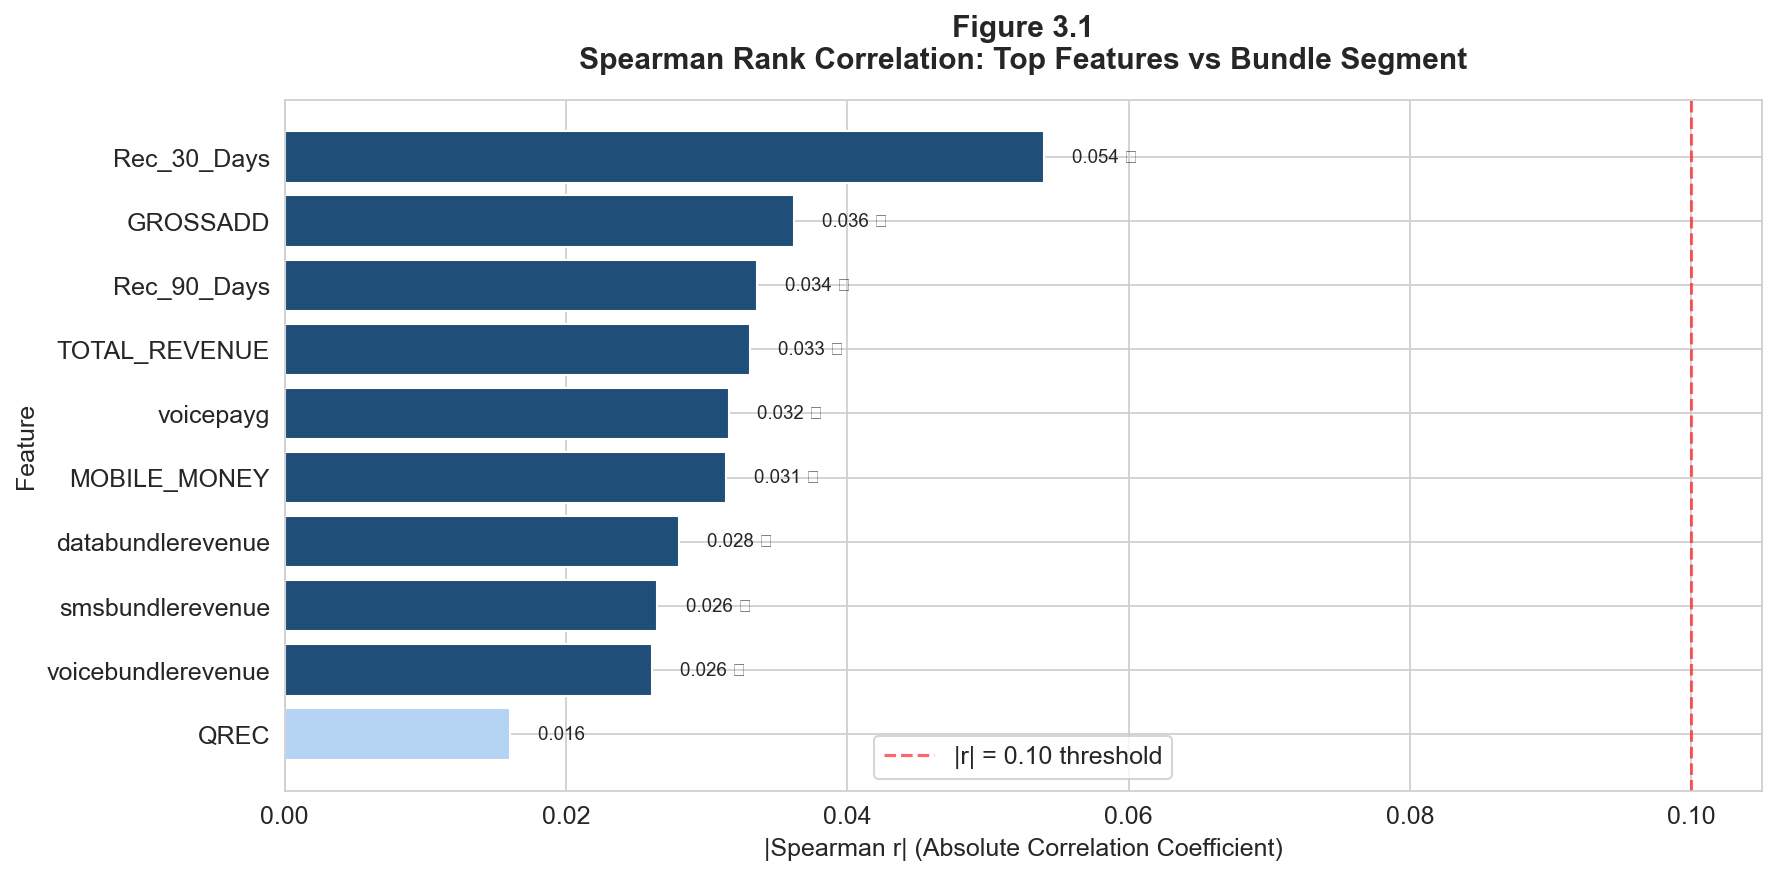 Figure 3.1
Spearman Rank Correlation: Top Features vs Bundle Segment
Feature
Rec_30_Days
0.054 ▯
GROSSADD
0.036 ▯
Rec_90_Days
0.034 ▯
TOTAL_REVENUE
0.033 ▯
voicepayg
0.032 ▯
MOBILE_MONEY
0.031 ▯
databundlerevenue
0.028 ▯
smsbundlerevenue
0.026 ▯
voicebundlerevenue
0.026 ▯
QREC
0.016
|r| = 0.10 threshold
0.00 0.02 0.04 0.06 0.08 0.10
|Spearman r| (Absolute Correlation Coefficient)